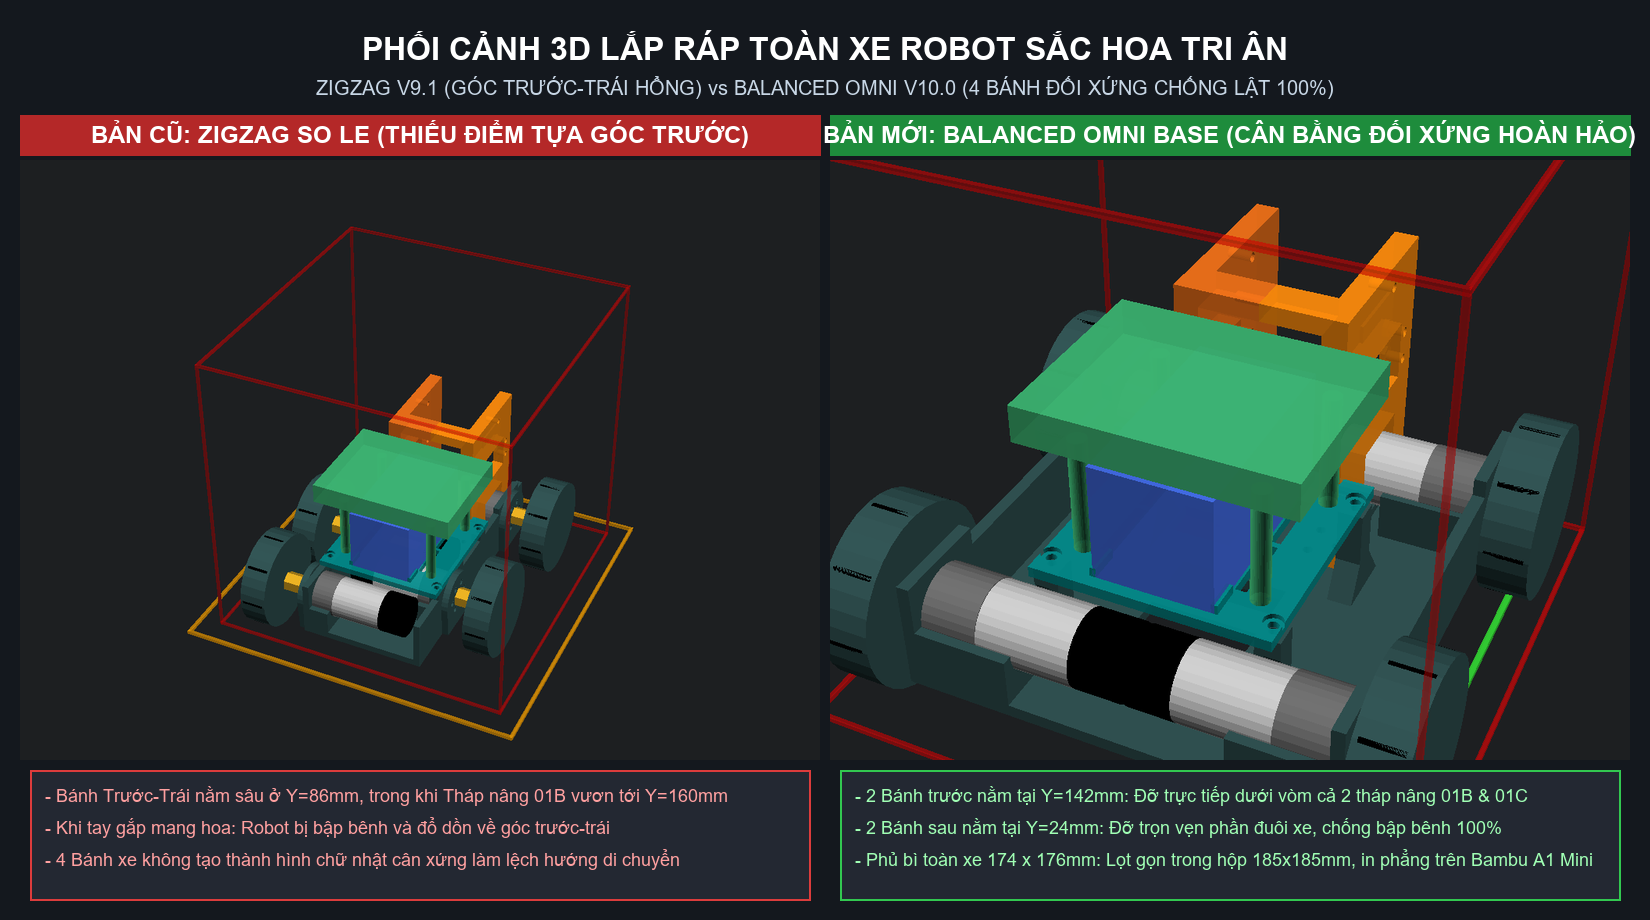 PHỐI CẢNH 3D LẮP RÁP TOÀN XE ROBOT SẮC HOA TRI ÂN
ZIGZAG V9.1 (GÓC TRƯỚC-TRÁI HỔNG) vs BALANCED OMNI V10.0 (4 BÁNH ĐỐI XỨNG CHỐNG LẬT 100%)
BẢN CŨ: ZIGZAG SO LE (THIẾU ĐIỂM TỰA GÓC TRƯỚC)
BẢN MỚI: BALANCED OMNI BASE (CÂN BẰNG ĐỐI XỨNG HOÀN HẢO)
- Bánh Trước-Trái nằm sâu ở Y=86mm, trong khi Tháp nâng 01B vươn tới Y=160mm
- Khi tay gắp mang hoa: Robot bị bập bênh và đổ dồn về góc trước-trái
- 4 Bánh xe không tạo thành hình chữ nhật cân xứng làm lệch hướng di chuyển
- 2 Bánh trước nằm tại Y=142mm: Đỡ trực tiếp dưới vòm cả 2 tháp nâng 01B & 01C
- 2 Bánh sau nằm tại Y=24mm: Đỡ trọn vẹn phần đuôi xe, chống bập bênh 100%
- Phủ bì toàn xe 174 x 176mm: Lọt gọn trong hộp 185x185mm, in phẳng trên Bambu A1 Mini